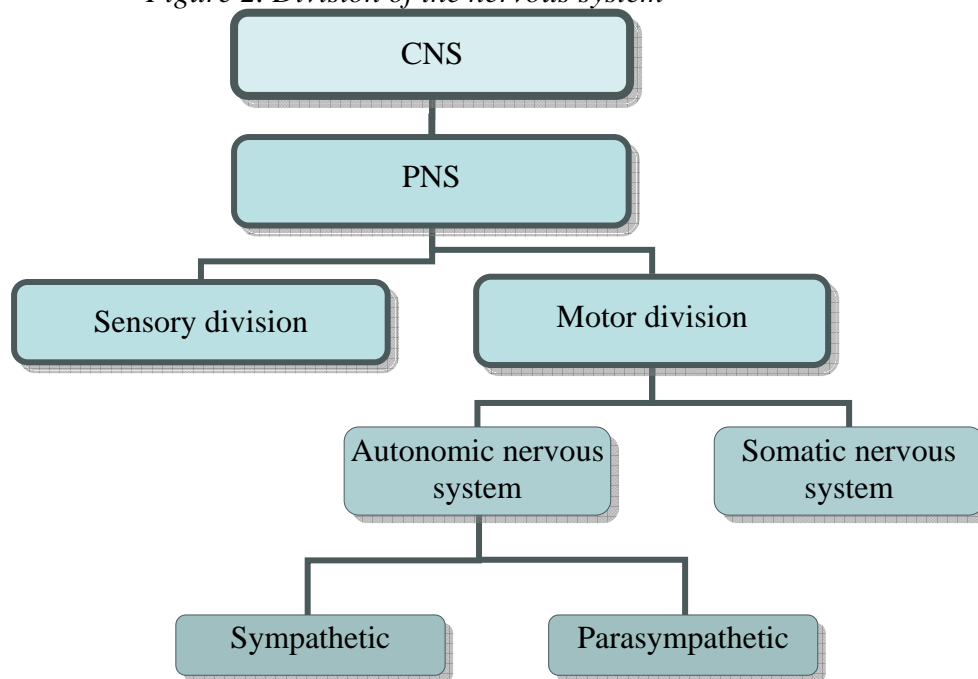 Figure 2. Division of the nervous system
CNS
PNS
Sensory division
Motor division
Autonomic nervous
system
Somatic nervous
system
Sympathetic
Parasympathetic